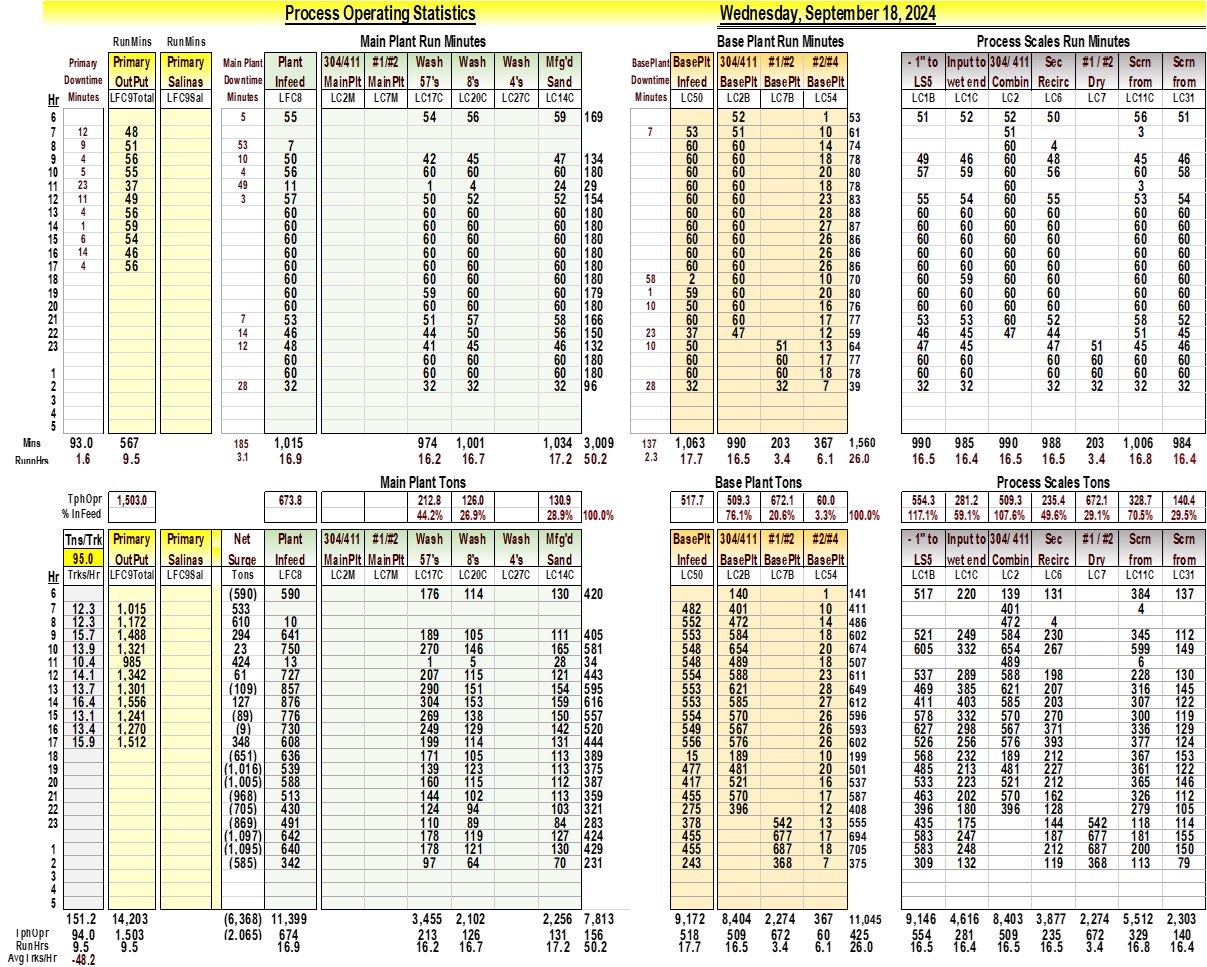 Process Operating Statistics Wednesday, September 18, 2024
RunMins RunMins Main Plant Run Minutes Base Plant Run Minutes Process Scales Run Minutes
Primary Primary Primary Main Plant Plant 304/411 #1/#2 Wash Wash Wash Mfg'd BasePlant BasePlt 304/411 #1/#2 #2/#4 - 1" to Input to 304/ 411 Sec #1 / #2 Scrn Scrn
Downtime OutPut Salinas Downtime Infeed MainPlt MainPlt 57's 8's 4's Sand Downtime Infeed BasePlt BasePlt BasePlt LS5 wet end Combin Recirc Dry from from
Hr Minutes LFC9Total LFC9Sal Minutes LFC8 LC2M LC7M LC17C LC20C LC27C LC14C Minutes LC50 LC2B LC7B LC54 LC1B LC1C LC2 LC6 LC7 LC11C LC31
6 5 55 54 56 59 169 52 1 53 51 52 52 50 56 51
7 12 48 7 53 51 10 61 51 3
8 9 51 53 7 60 60 14 74 60 4
9 4 56 10 50 42 45 47 134 60 60 18 78 49 46 60 48 45 46
10 5 55 4 56 60 60 60 180 60 60 20 80 57 59 60 56 60 58
11 23 37 49 11 1 4 24 29 60 60 18 78 60 3
12 11 49 3 57 50 52 52 154 60 60 23 83 55 54 60 55 53 54
13 4 56 60 60 60 60 180 60 60 28 88 60 60 60 60 60 60
14 1 59 60 60 60 60 180 60 60 27 87 60 60 60 60 60 60
15 6 54 60 60 60 60 180 60 60 26 86 60 60 60 60 60 60
16 14 46 60 60 60 60 180 60 60 26 86 60 60 60 60 60 60
17 4 56 60 60 60 60 180 60 60 26 86 60 60 60 60 60 60
18 60 60 60 60 180 58 2 60 10 70 60 59 60 60 60 60
19 60 59 60 60 179 1 59 60 20 80 60 60 60 60 60 60
20 60 60 60 60 180 10 50 60 16 76 60 60 60 60 60 60
21 7 53 51 57 58 166 60 60 17 77 53 53 60 52 58 52
22 14 46 44 50 56 150 23 37 47 12 59 46 45 47 44 51 45
23 12 48 41 45 46 132 10 50 51 13 64 47 45 47 51 45 46
60 60 60 60 180 60 60 17 77 60 60 60 60 60 60
1 60 60 60 60 180 60 60 18 78 60 60 60 60 60 60
2 28 32 32 32 32 96 28 32 32 7 39 32 32 32 32 32 32
3
4
5
Mins 93.0 567 185 1,015 974 1,001 1,034 3,009 137 1,063 990 203 367 1,560 990 985 990 988 203 1,006 984
RunnHrs 1.6 9.5 3.1 16.9 16.2 16.7 17.2 50.2 2.3 17.7 16.5 3.4 6.1 26.0 16.5 16.4 16.5 16.5 3.4 16.8 16.4
Main Plant Tons Base Plant Tons Process Scales Tons
TphOpr 1,503.0 673.8 212.8 126.0 130.9 517.7 509.3 672.1 60.0 554.3 281.2 509.3 235.4 672.1 328.7 140.4
% InFeed 44.2% 26.9% 28.9% 100.0% 76.1% 20.6% 3.3% 100.0% 117.1% 59.1% 107.6% 49.6% 29.1% 70.5% 29.5%
Tns/Trk Primary Primary Net Plant 304/411 #1/#2 Wash Wash Wash Mfg'd BasePlt 304/411 #1/#2 #2/#4 - 1" to Input to 304/ 411 Sec #1 / #2 Scrn Scrn
95.0 OutPut Salinas Surge Infeed MainPlt MainPlt 57's 8's 4's Sand Infeed BasePlt BasePlt BasePlt LS5 wet end Combin Recirc Dry from from
Hr Trks/Hr LFC9Total LFC9Sal Tons LFC8 LC2M LC7M LC17C LC20C LC27C LC14C LC50 LC2B LC7B LC54 LC1B LC1C LC2 LC6 LC7 LC11C LC31
6 (590) 590 176 114 130 420 140 1 141 517 220 139 131 384 137
7 12.3 1,015 533 482 401 10 411 401 4
8 12.3 1,172 610 10 552 472 14 486 472 4
9 15.7 1,488 294 641 189 105 111 405 553 584 18 602 521 249 584 230 345 112
10 13.9 1,321 23 750 270 146 165 581 548 654 20 674 605 332 654 267 599 149
11 10.4 985 424 13 1 5 28 34 548 489 18 507 489 6
12 14.1 1,342 61 727 207 115 121 443 554 588 23 611 537 289 588 198 228 130
13 13.7 1,301 (109) 857 290 151 154 595 553 621 28 649 469 385 621 207 316 145
14 16.4 1,556 127 876 304 153 159 616 553 585 27 612 411 403 585 203 307 122
15 13.1 1,241 (89) 776 269 138 150 557 554 570 26 596 578 332 570 270 300 119
16 13.4 1,270 (9) 730 249 129 142 520 549 567 26 593 627 298 567 371 336 129
17 15.9 1,512 348 608 199 114 131 444 556 576 26 602 526 256 576 393 377 124
18 (651) 636 171 105 113 389 15 189 10 199 568 232 189 212 367 153
19 (1,016) 539 139 123 113 375 477 481 20 501 485 213 481 227 361 122
20 (1,005) 588 160 115 112 387 417 521 16 537 533 223 521 212 365 146
21 (968) 513 144 102 113 359 455 570 17 587 463 202 570 162 326 112
22 (705) 430 124 94 103 321 275 396 12 408 396 180 396 128 279 105
23 (869) 491 110 89 84 283 378 542 13 555 435 175 144 542 118 114
(1,097) 642 178 119 127 424 455 677 17 694 583 247 187 677 181 155
1 (1,095) 640 178 121 130 429 455 687 18 705 583 248 212 687 200 150
2 (585) 342 97 64 70 231 243 368 7 375 309 132 119 368 113 79
3
4
5
151.2 14,203 (6,368) 11,399 3,455 2,102 2,256 7,813 9,172 8,404 2,274 367 11,045 9,146 4,616 8,403 3,877 2,274 5,512 2,303
TphOpr 94.0 1,503 (2.065) 674 213 126 131 156 518 509 672 60 425 554 281 509 235 672 329 140
RunHrs 9.5 9.5 16.9 16.2 16.7 17.2 50.2 17.7 16.5 3.4 6.1 26.0 16.5 16.4 16.5 16.5 3.4 16.8 16.4
AvgTrks/Hr -48.2